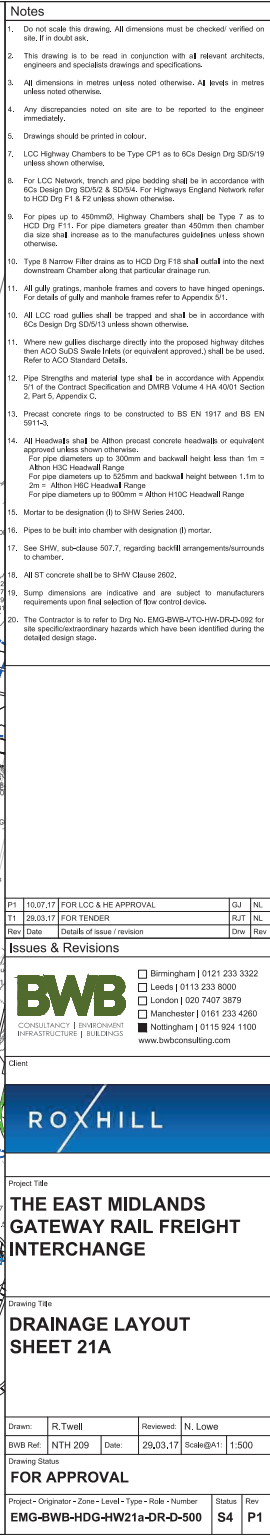 Notes
1. Do not scale this drawing. All dimensions must be checked/ verified on
site. If in doubt ask.
2. This drawing is to be read in conjunction with all relevant architects,
engineers and specialists drawings and specifications.
3. All dimensions in metres unless noted otherwise. All levels in metres
unless noted otherwise.
4. Any discrepancies noted on site are to be reported to the engineer
immediately.
5. Drawings should be printed in colour.
7. LCC Highway Chambers to be Type CP1 as to 6Cs Design Drg SD/5/19
unless shown otherwise.
8. For LCC Network, trench and pipe bedding shall be in accordance with
6Cs Design Drg SD/5/2 & SD/5/4. For Highways England Network refer
to HCD Drg F1 & F2 unless shown otherwise.
9. For pipes up to 450mmØ, Highway Chambers shall be Type 7 as to
HCD Drg F11. For pipe diameters greater than 450mm then chamber
dia size shall increase as to the manufactures guidelines unless shown
otherwise.
10. Type 8 Narrow Filter drains as to HCD Drg F18 shall outfall into the next
downstream Chamber along that particular drainage run.
11. All gully gratings, manhole frames and covers to have hinged openings.
For details of gully and manhole frames refer to Appendix 5/1.
10. All LCC road gullies shall be trapped and shall be in accordance with
6Cs Design Drg SD/5/13 unless shown otherwise.
11. Where new gullies discharge directly into the proposed highway ditches
then ACO SuDS Swale Inlets (or equivalent approved.) shall be be used.
Refer to ACO Standard Details.
12. Pipe Strengths and material type shall be in accordance with Appendix
5/1 of the Contract Specification and DMRB Volume 4 HA 40/01 Section
2, Part 5, Appendix C.
13. Precast concrete rings to be constructed to BS EN 1917 and BS EN
5911-3.
14. All Headwalls shall be Althon precast concrete headwalls or equivalent
approved unless shown otherwise.
For pipe diameters up to 300mm and backwall height less than 1m =
Althon H3C Headwall Range
For pipe diameters up to 525mm and backwall height between 1.1m to
2m = Althon H6C Headwall Range
For pipe diameters up to 900mm = Althon H10C Headwall Range
15. Mortar to be designation (I) to SHW Series 2400.
16. Pipes to be built into chamber with designation (I) mortar.
17. See SHW, sub-clause 507.7, regarding backfill arrangements/surrounds
to chamber.
18. All ST concrete shall be to SHW Clause 2602.
19. Sump dimensions are indicative and are subject to manufacturers
requirements upon final selection of flow control device.
20. The Contractor is to refer to Drg No. EMG-BWB-VTO-HW-DR-D-092 for
site specific/extraordinary hazards which have been identified during the
detailed design stage.
P1 10.07.17 FOR LCC & HE APPROVAL GJ NL
T1 29.03.17 FOR TENDER RJT NL
Rev Date Details of issue / revision Drw Rev
Issues & Revisions
BWB
CONSULTANCY | ENVIRONMENT
INFRASTRUCTURE | BUILDINGS
Birmingham | 0121 233 3322
Leeds | 0113 233 8000
London | 020 7407 3879
Manchester | 0161 233 4260
Nottingham | 0115 924 1100
www.bwbconsulting.com
Client
ROXHILL
Project Title
THE EAST MIDLANDS
GATEWAY RAIL FREIGHT
INTERCHANGE
Drawing Title
DRAINAGE LAYOUT
SHEET 21A
Drawn: R.Twell Reviewed: N. Lowe
BWB Ref: NTH 209 Date: 29.03.17 Scale@A1: 1:500
Drawing Status
FOR APPROVAL
Project - Originator - Zone - Level - Type - Role - Number Status Rev
EMG-BWB-HDG-HW21a-DR-D-500 S4 P1